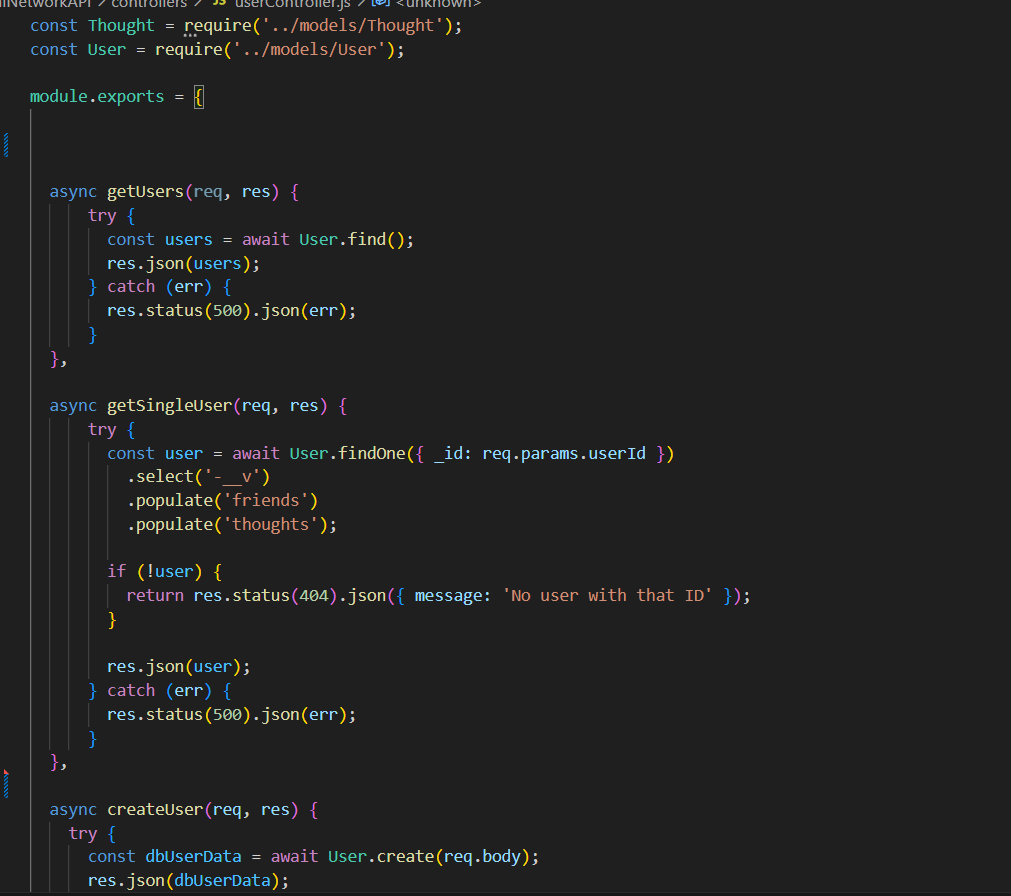 NetworkAPI > controllers > JS userController.js > <unknown>
const Thought = require('../models/Thought');
const User = require('../models/User');
module.exports = {
async getUsers(req, res) {
try {
const users = await User.find();
res.json(users);
} catch (err) {
res.status(500).json(err);
}
},
async getSingleUser(req, res) {
try {
const user = await User.findOne({ _id: req.params.userId })
.select('-__v')
.populate('friends')
.populate('thoughts');
if (!user) {
return res.status(404).json({ message: 'No user with that ID' });
}
res.json(user);
} catch (err) {
res.status(500).json(err);
}
},
async createUser(req, res) {
try {
const dbUserData = await User.create(req.body);
res.json(dbUserData);